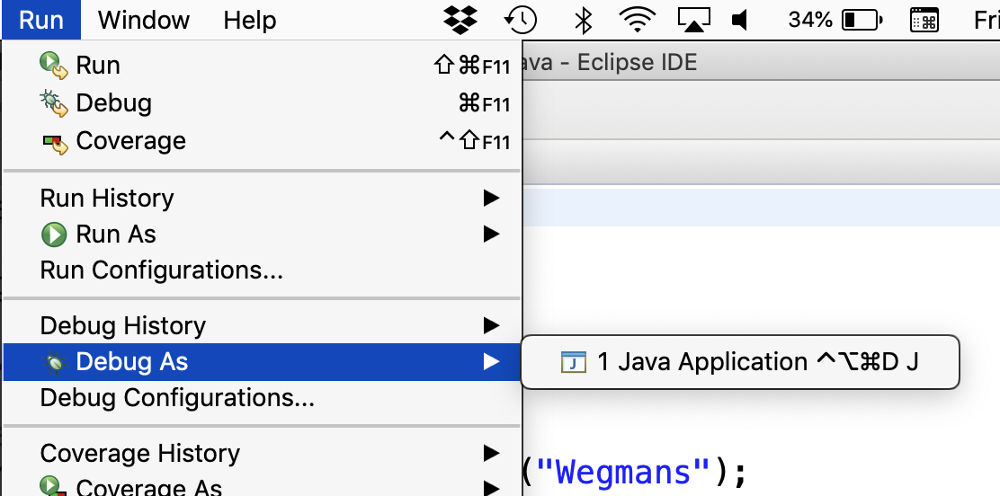 Run Window Help 34% Fri
ava - Eclipse IDE
Run ⇧⌘F11
Debug ⌘F11
Coverage ^⇧F11
Run History ▶
Run As ▶
Run Configurations...
Debug History ▶
Debug As ▶
1 Java Application ^⌥⌘D J
Debug Configurations...
Coverage History ▶
("Wegmans");
Coverage As ▶